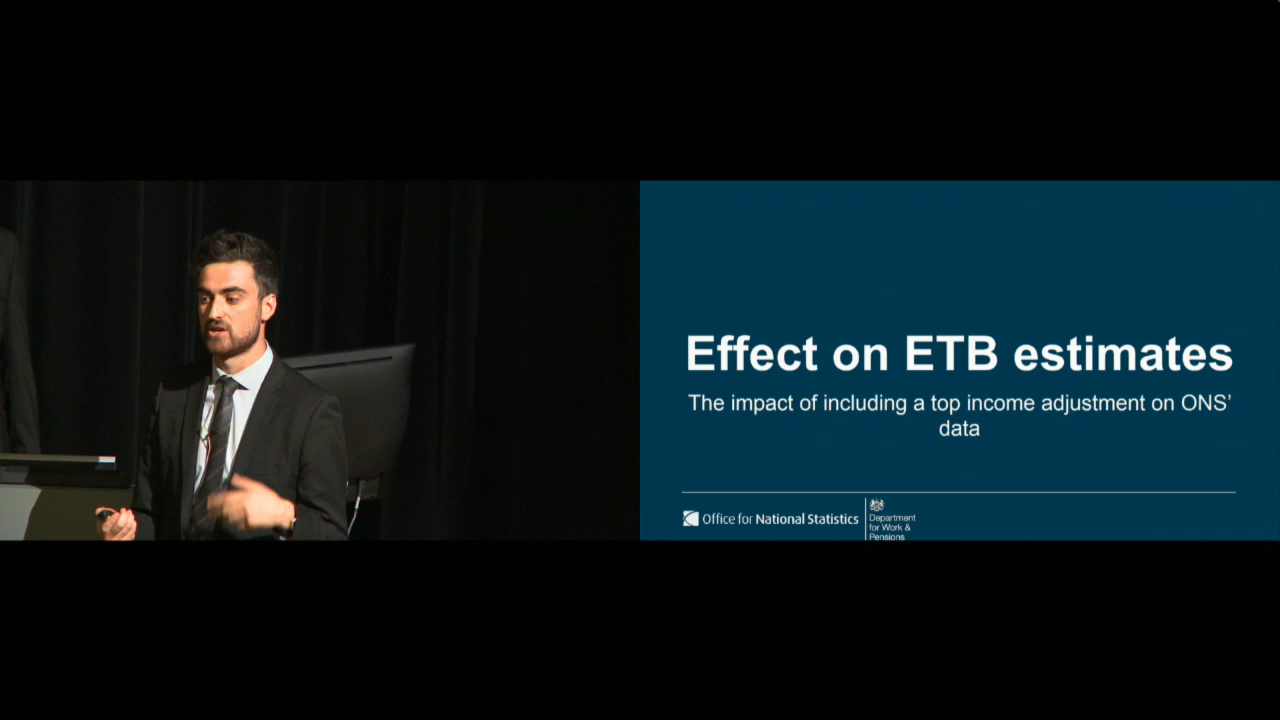 Effect on ETB estimates
The impact of including a top income adjustment on ONS’
data
Office for National Statistics
Department
for Work &
Pensions